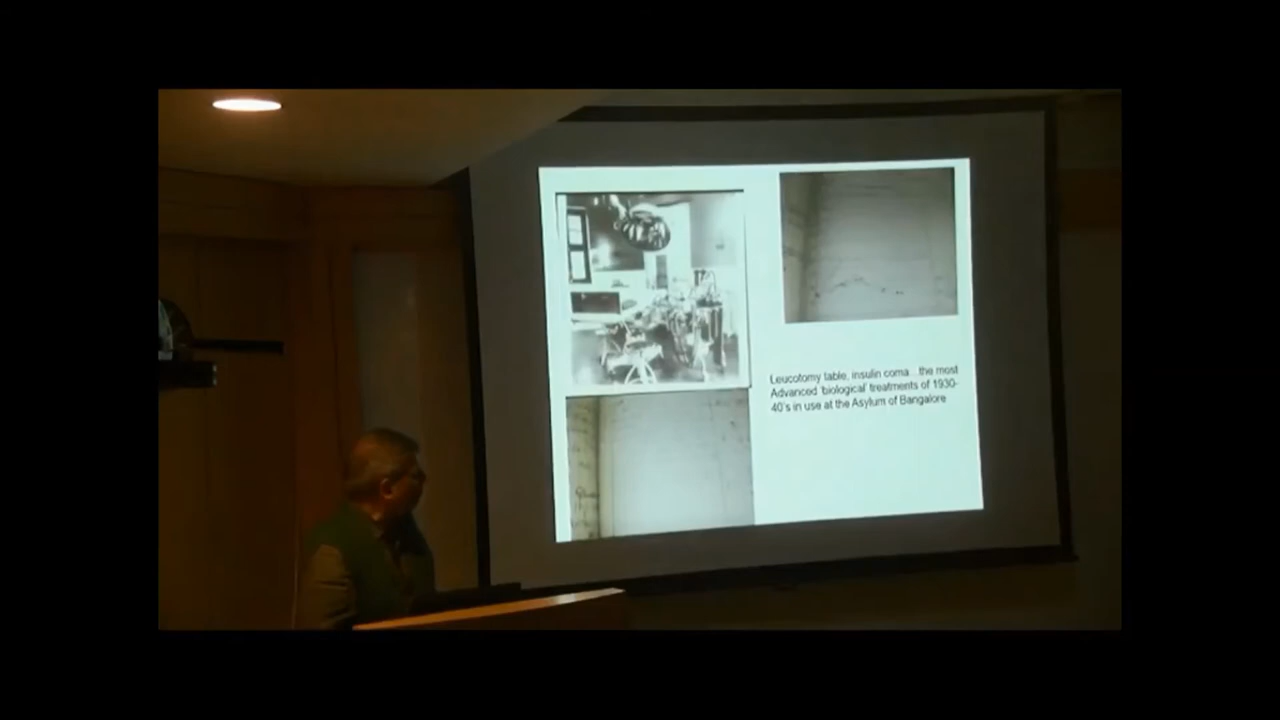 Leucotomy table, insulin coma...the most
Advanced 'biological' treatments of 1930-
40's in use at the Asylum of Bangalore